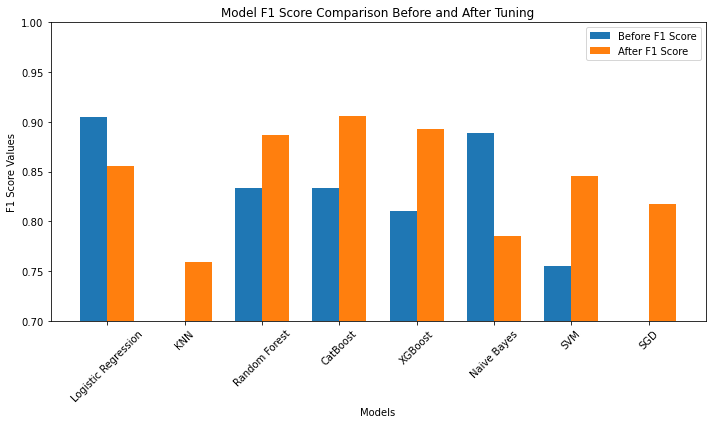 Model F1 Score Comparison Before and After Tuning
Before F1 Score
After F1 Score
F1 Score Values
1.00
0.95
0.90
0.85
0.80
0.75
0.70
Logistic Regression
KNN
Random Forest
CatBoost
XGBoost
Naive Bayes
SVM
SGD
Models